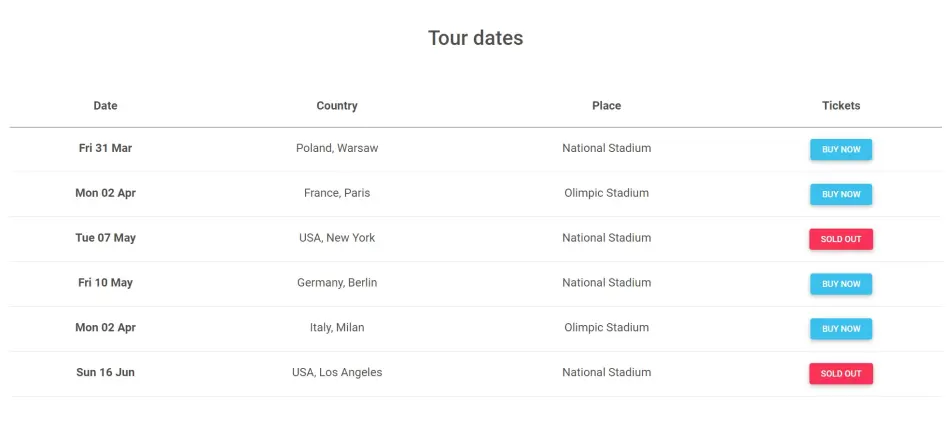 Tour dates
Date Country Place Tickets
Fri 31 Mar Poland, Warsaw National Stadium BUY NOW
Mon 02 Apr France, Paris Olimpic Stadium BUY NOW
Tue 07 May USA, New York National Stadium SOLD OUT
Fri 10 May Germany, Berlin National Stadium BUY NOW
Mon 02 Apr Italy, Milan Olimpic Stadium BUY NOW
Sun 16 Jun USA, Los Angeles National Stadium SOLD OUT